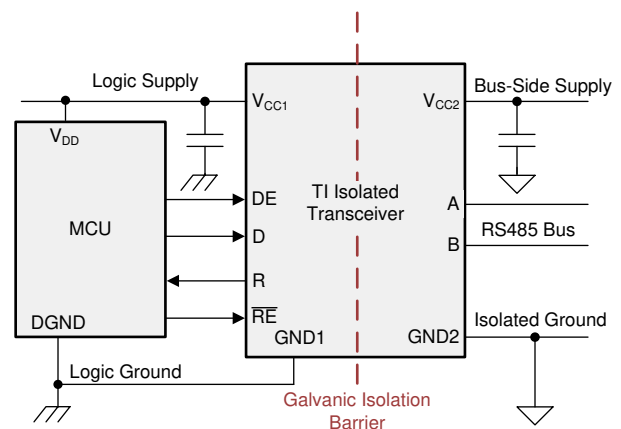 Logic Supply
Bus-Side Supply
VCC1
VCC2
VDD
DE
TI Isolated
Transceiver
A
MCU
D
RS485 Bus
B
R
RE
DGND
GND1
GND2
Isolated Ground
Logic Ground
Galvanic Isolation
Barrier